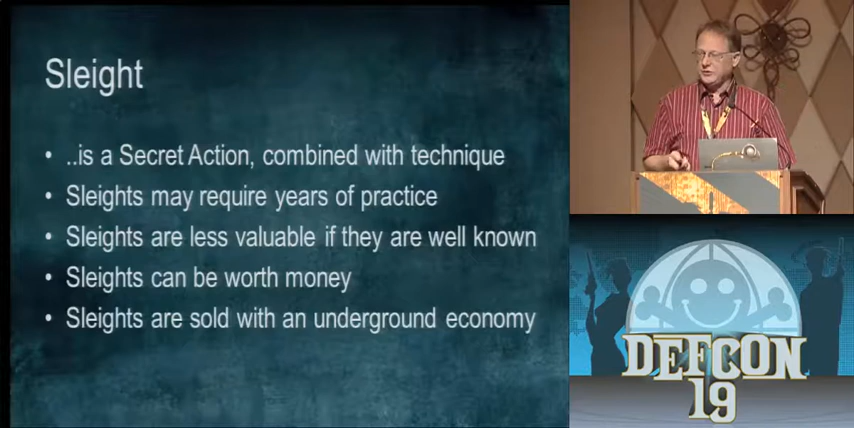 Sleight
• ..is a Secret Action, combined with technique
• Sleights may require years of practice
• Sleights are less valuable if they are well known
• Sleights can be worth money
• Sleights are sold with an underground economy
DEFCON
19